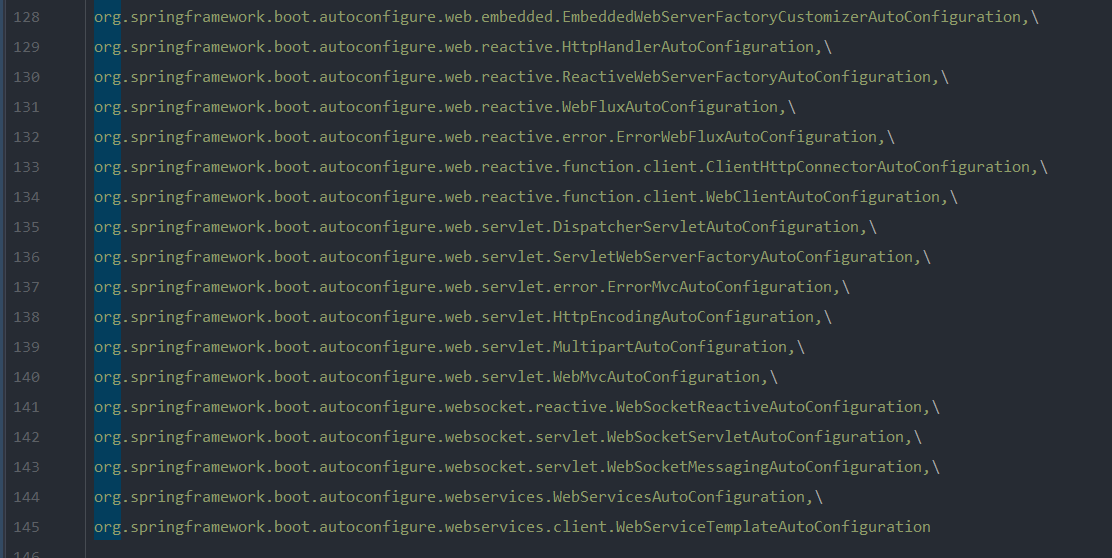 128 org.springframework.boot.autoconfigure.web.embedded.EmbeddedWebServerFactoryCustomizerAutoConfiguration,\
129 org.springframework.boot.autoconfigure.web.reactive.HttpHandlerAutoConfiguration,\
130 org.springframework.boot.autoconfigure.web.reactive.ReactiveWebServerFactoryAutoConfiguration,\
131 org.springframework.boot.autoconfigure.web.reactive.WebFluxAutoConfiguration,\
132 org.springframework.boot.autoconfigure.web.reactive.error.ErrorWebFluxAutoConfiguration,\
133 org.springframework.boot.autoconfigure.web.reactive.function.client.ClientHttpConnectorAutoConfiguration,\
134 org.springframework.boot.autoconfigure.web.reactive.function.client.WebClientAutoConfiguration,\
135 org.springframework.boot.autoconfigure.web.servlet.DispatcherServletAutoConfiguration,\
136 org.springframework.boot.autoconfigure.web.servlet.ServletWebServerFactoryAutoConfiguration,\
137 org.springframework.boot.autoconfigure.web.servlet.error.ErrorMvcAutoConfiguration,\
138 org.springframework.boot.autoconfigure.web.servlet.HttpEncodingAutoConfiguration,\
139 org.springframework.boot.autoconfigure.web.servlet.MultipartAutoConfiguration,\
140 org.springframework.boot.autoconfigure.web.servlet.WebMvcAutoConfiguration,\
141 org.springframework.boot.autoconfigure.websocket.reactive.WebSocketReactiveAutoConfiguration,\
142 org.springframework.boot.autoconfigure.websocket.servlet.WebSocketServletAutoConfiguration,\
143 org.springframework.boot.autoconfigure.websocket.servlet.WebSocketMessagingAutoConfiguration,\
144 org.springframework.boot.autoconfigure.webservices.WebServicesAutoConfiguration,\
145 org.springframework.boot.autoconfigure.webservices.client.WebServiceTemplateAutoConfiguration
146